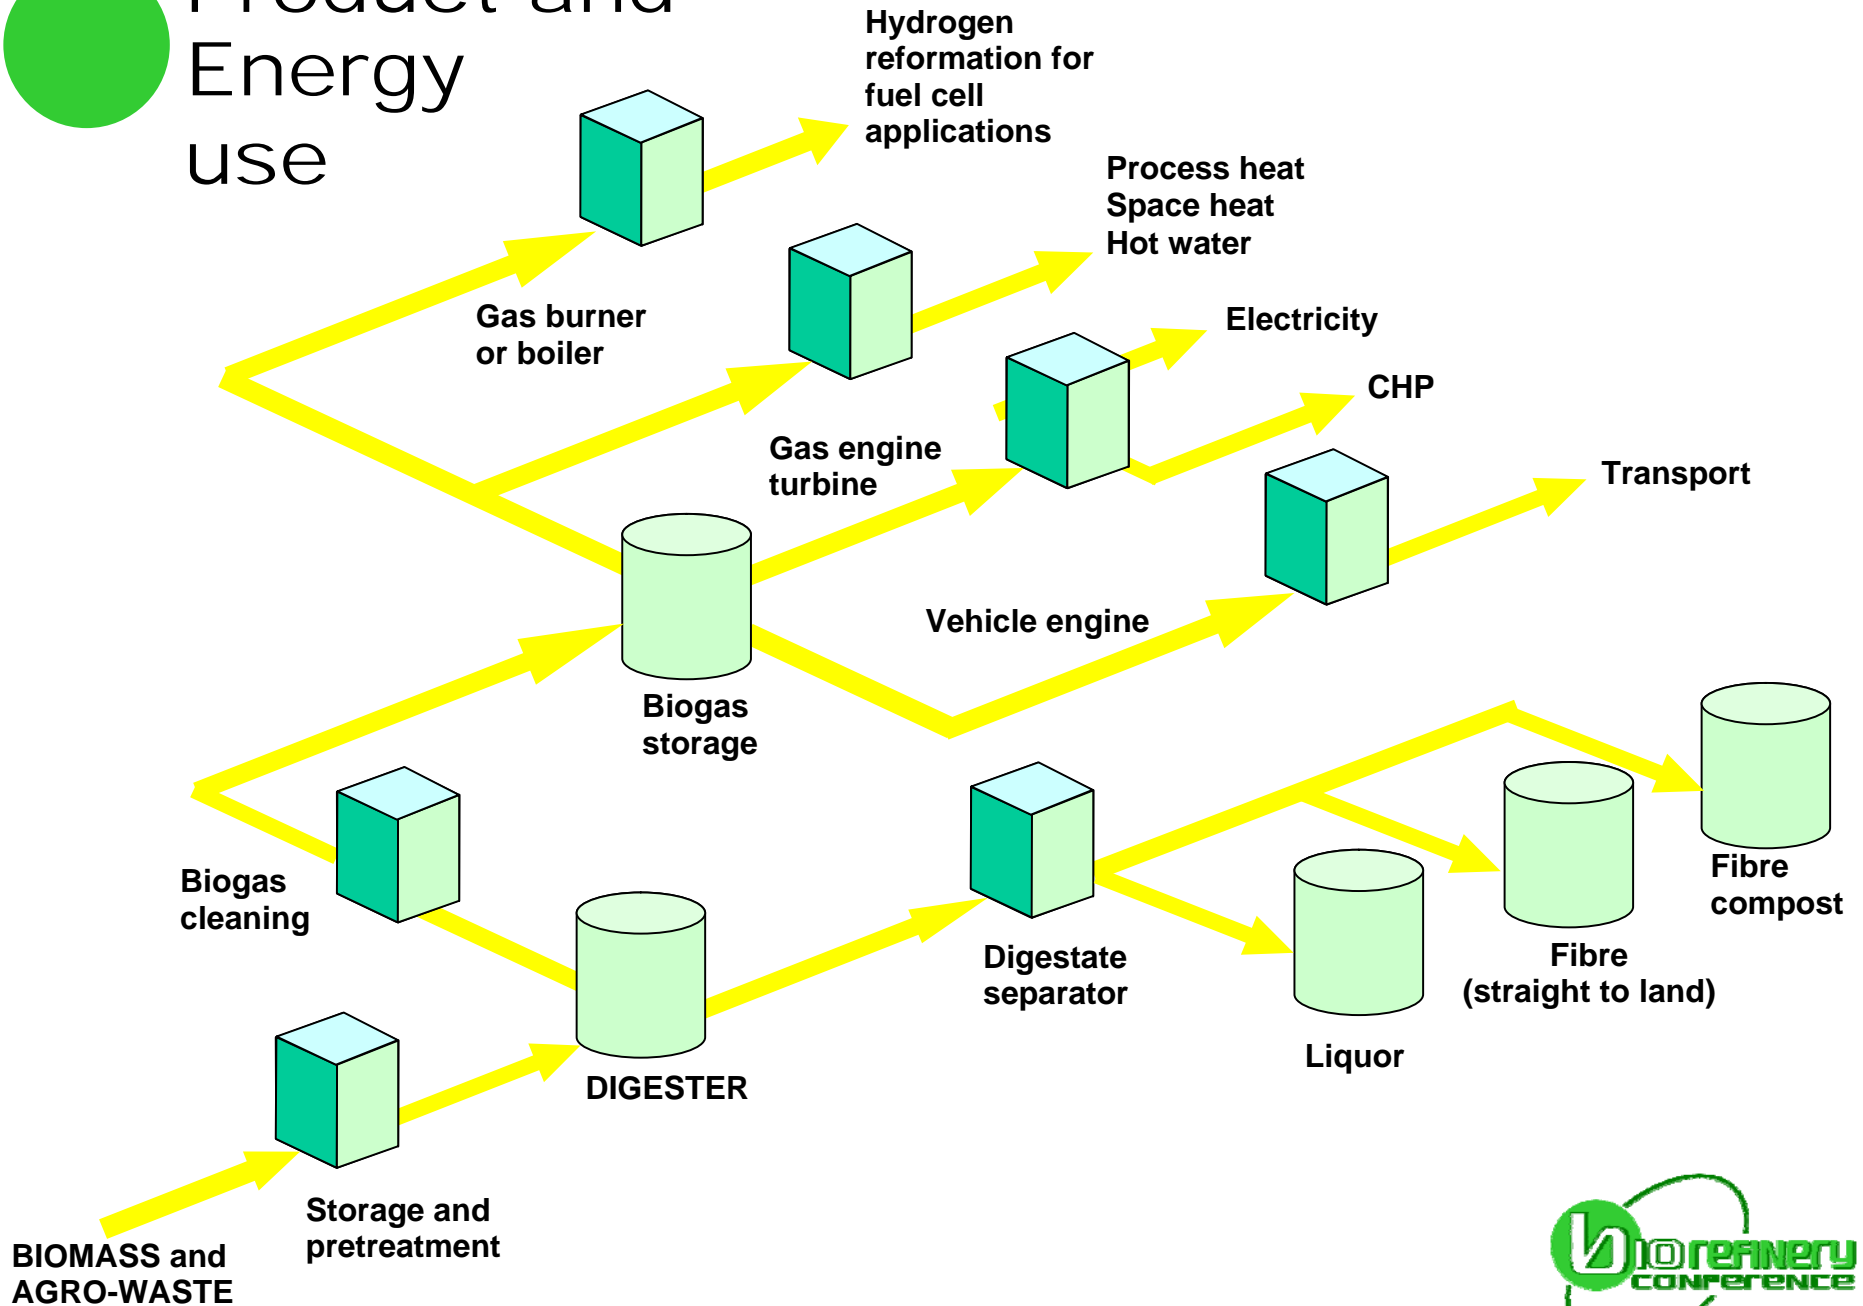 Product and
Energy
use
Hydrogen
reformation for
fuel cell
applications
Process heat
Space heat
Hot water
Gas burner
or boiler
Electricity
CHP
Gas engine
turbine
Transport
Vehicle engine
Biogas
storage
Biogas
cleaning
Fibre
compost
Digestate
separator
Fibre
(straight to land)
Liquor
DIGESTER
Storage and
pretreatment
BIOMASS and
AGRO-WASTE
biorefinery
CONFERENCE